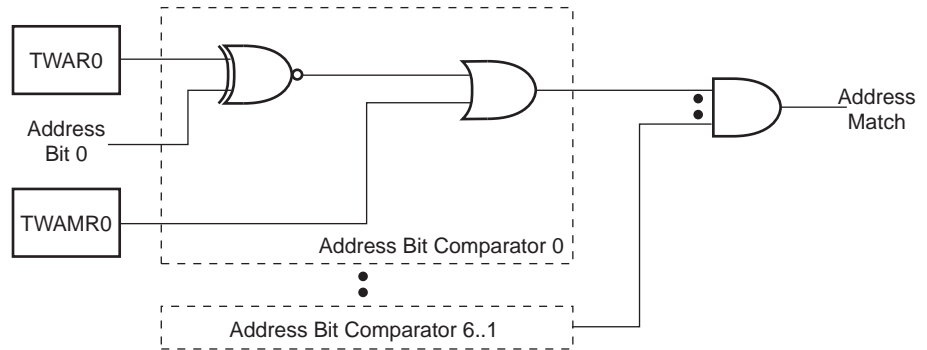 TWAR0
Address
Bit 0
TWAMR0
Address Bit Comparator 0
Address Bit Comparator 6..1
Address
Match